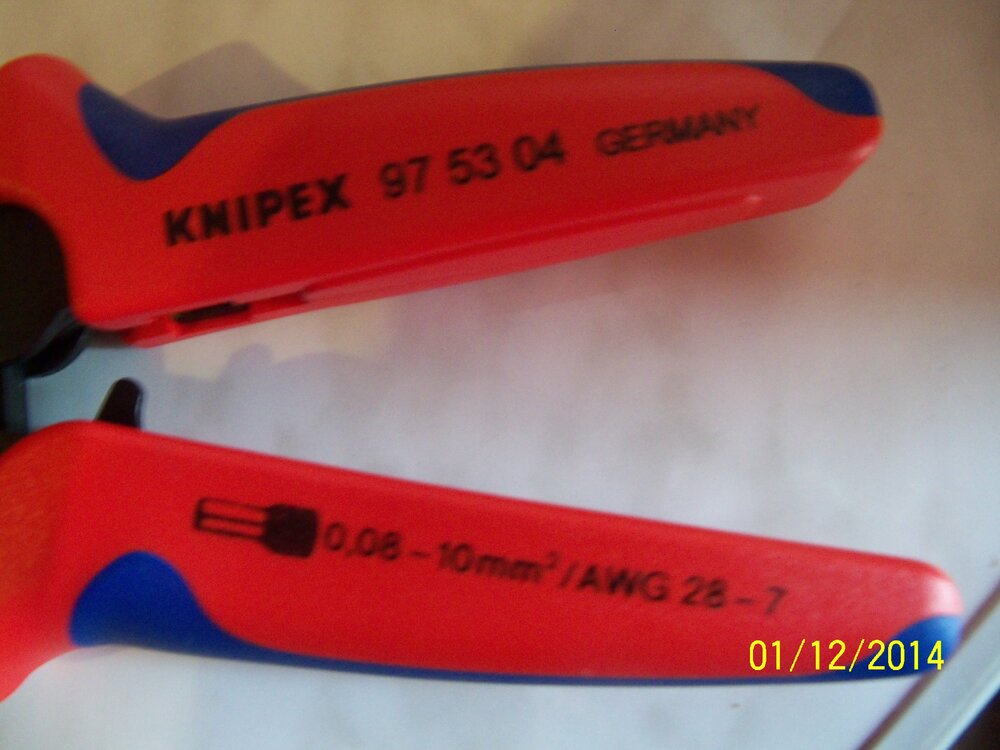 KNIPEX 97 53 04 GERMANY
0,08 - 10mm²/AWG 28 - 7
01/12/2014